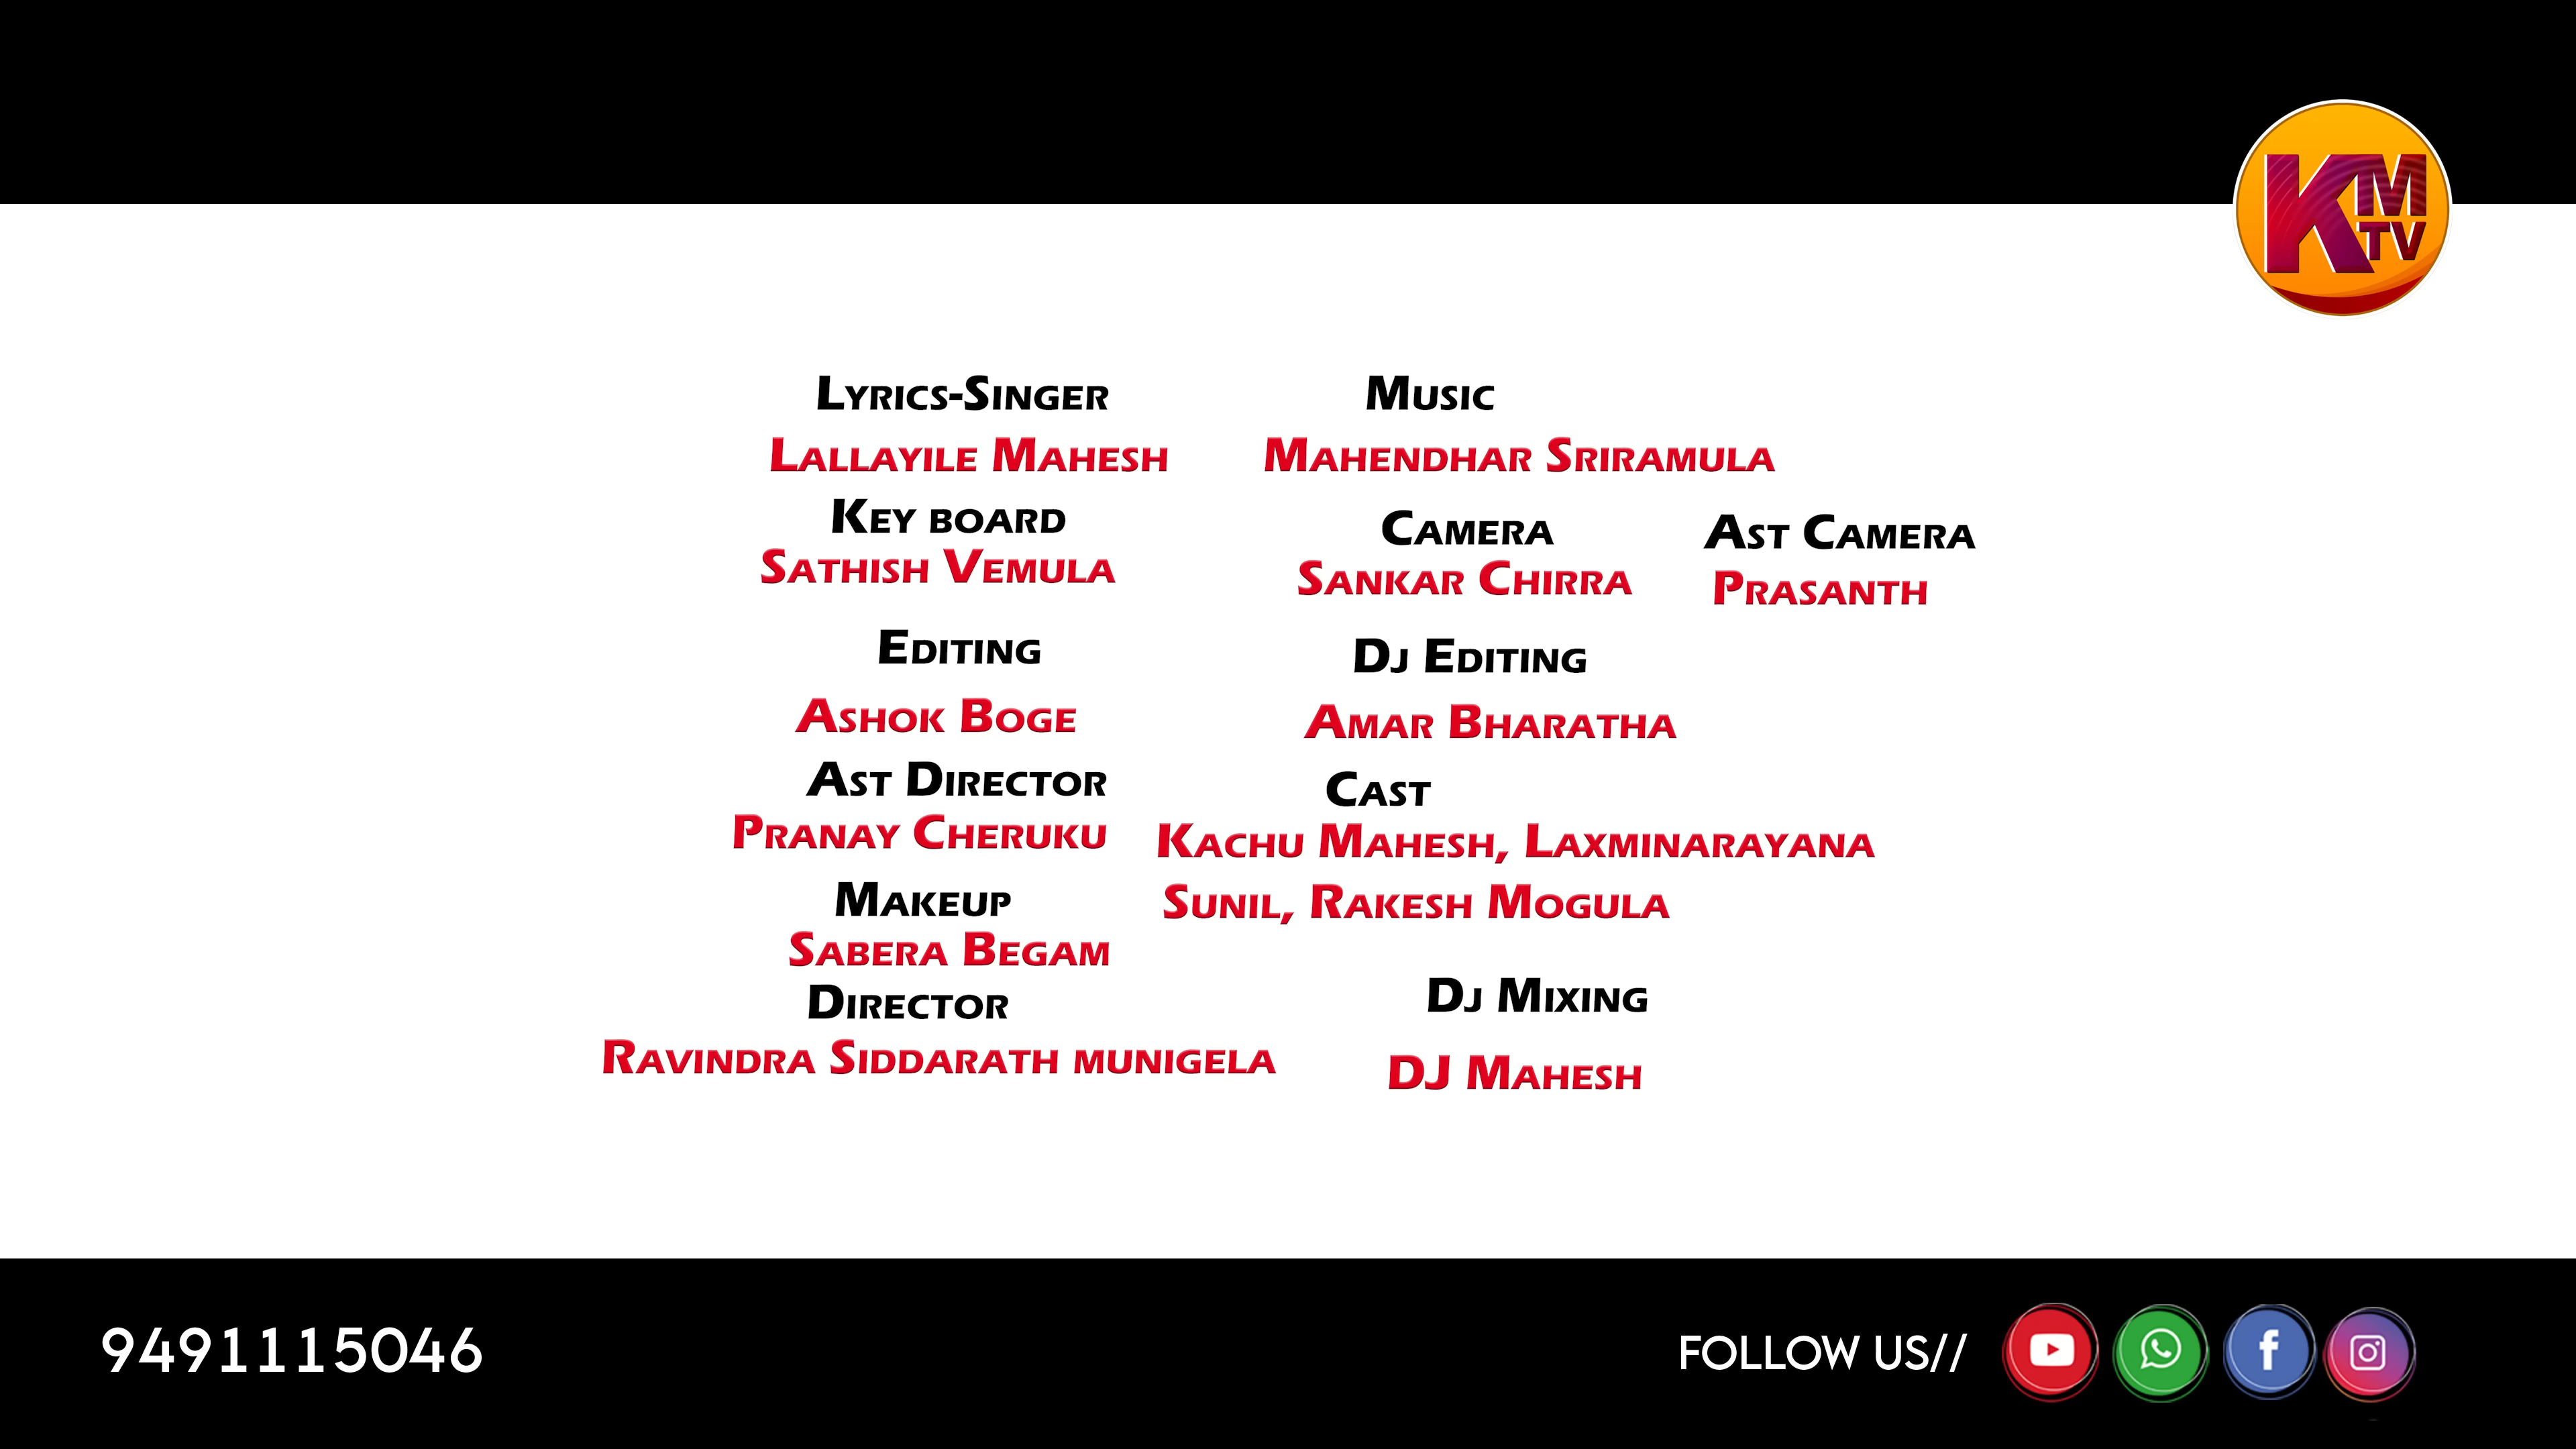 KM
TV
Lyrics-Singer
Lallayile Mahesh
Music
Mahendhar Sriramula
Key board
Sathish Vemula
Camera
Sankar Chirra
Ast Camera
Prasanth
Editing
Ashok Boge
Dj Editing
Amar Bharatha
Ast Director
Pranay Cheruku
Cast
Kachu Mahesh, Laxminarayana
Sunil, Rakesh Mogula
Makeup
Sabera Begam
Director
Ravindra Siddarath munigela
Dj Mixing
DJ Mahesh
9491115046
FOLLOW US//